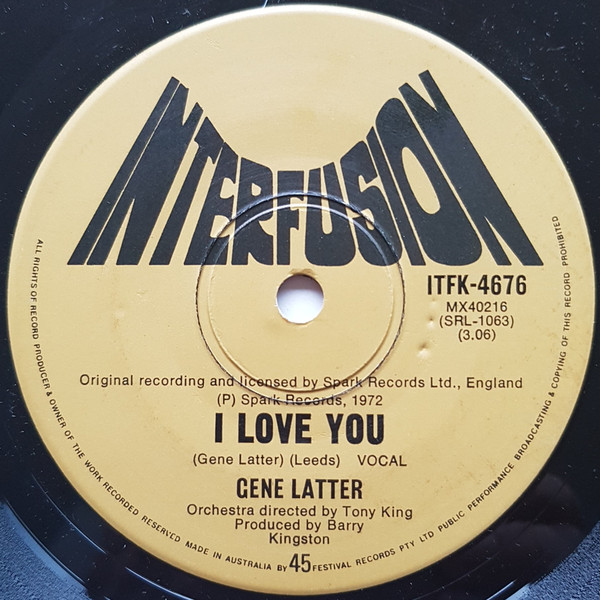 INTERFUSION
ITFK-4676
MX40216
(SRL-1063)
(3.06)
Original recording and licensed by Spark Records Ltd., England
(P) Spark Records, 1972
I LOVE YOU
(Gene Latter) (Leeds) VOCAL
GENE LATTER
Orchestra directed by Tony King
Produced by Barry
Kingston
ALL RIGHTS OF RECORD PRODUCER & OWNER OF THE WORK RECORDED RESERVED MADE IN AUSTRALIA BY 45 FESTIVAL RECORDS PTY LTD PUBLIC PERFORMANCE BROADCASTING & COPYING OF THIS RECORD PROHIBITED